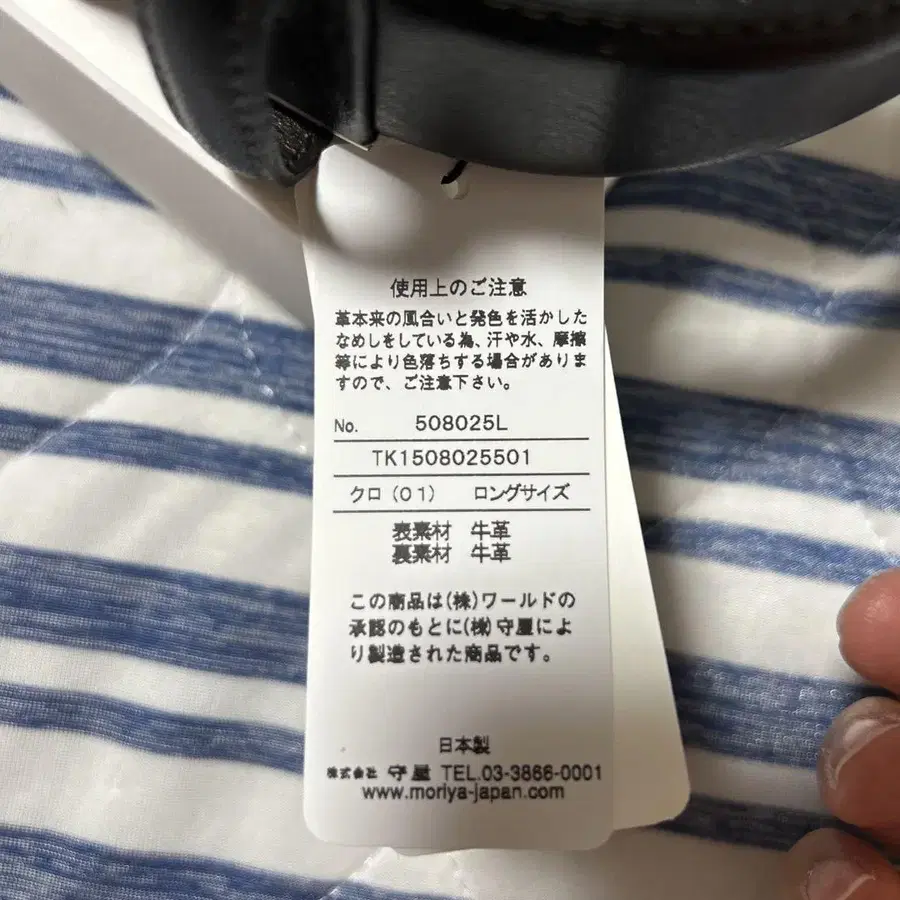 使用上のご注意
革本来の風合いと発色を活かした
なめしをしている為、汗や水、摩擦
等により色落ちする場合がありま
すので、ご注意下さい。
No. 508025L
TK1508025501
クロ(01) ロングサイズ
表素材 牛革
裏素材 牛革
この商品は(株)ワールドの
承認のもとに(株)守屋によ
り製造された商品です。
日本製
株式会社 守屋 TEL.03-3866-0001
www.moriya-japan.com